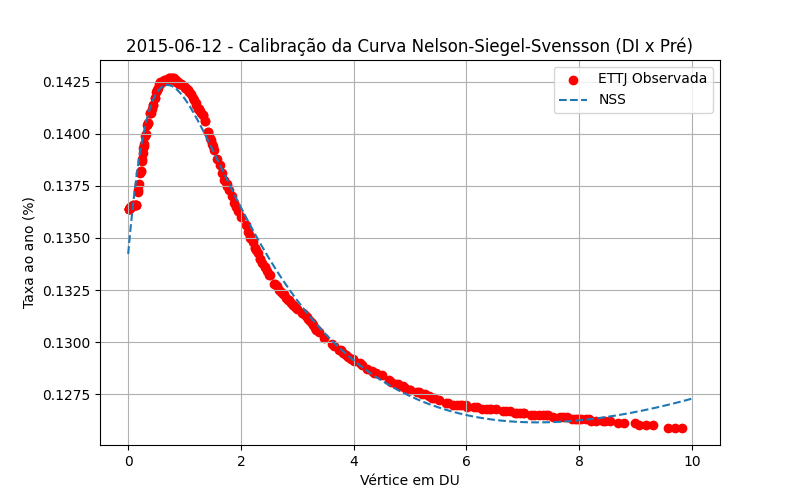 2015-06-12 - Calibração da Curva Nelson-Siegel-Svensson (DI x Pré)
ETTJ Observada
NSS
Taxa ao ano (%)
0.1425
0.1400
0.1375
0.1350
0.1325
0.1300
0.1275
0 2 4 6 8 10
Vértice em DU